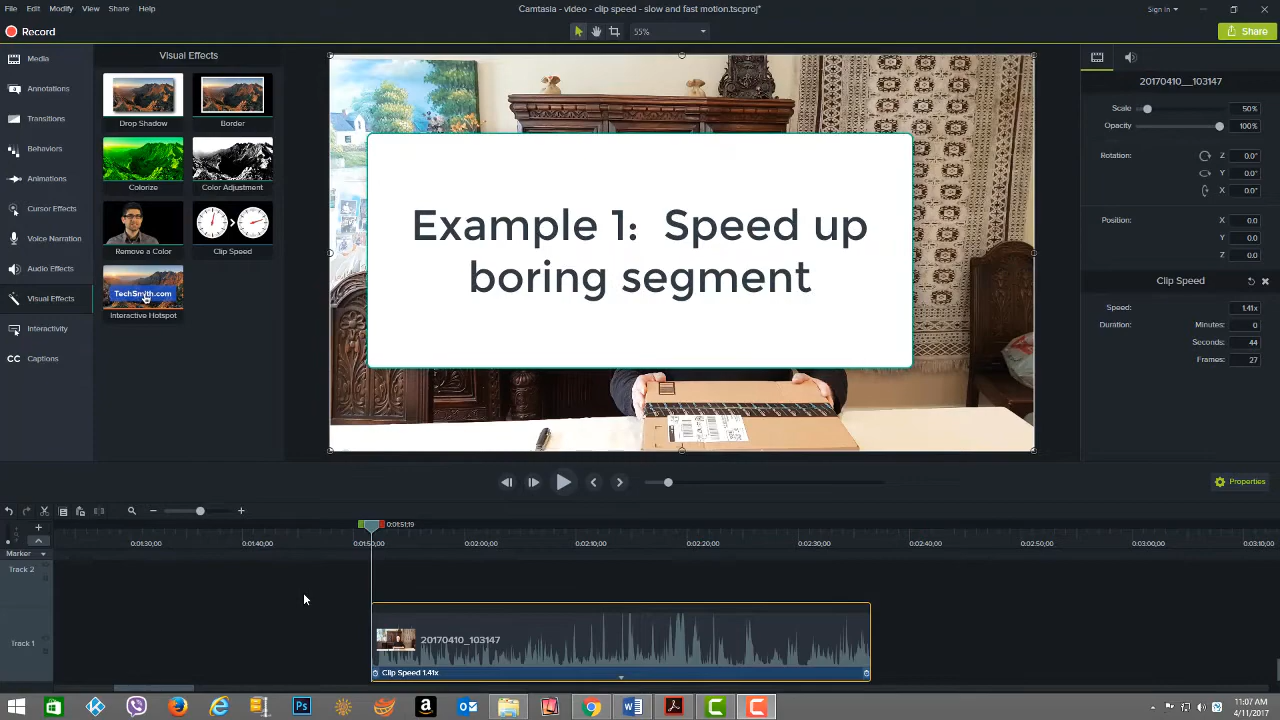 File Edit Modify View Share Help
Camtasia - video - clip speed - slow and fast motion.tscproj*
Sign in
Record
55%
Share
Media
Annotations
Transitions
Behaviors
Animations
Cursor Effects
Voice Narration
Audio Effects
Visual Effects
Interactivity
CC Captions
Visual Effects
Drop Shadow Border
Colorize Color Adjustment
Remove a Color Clip Speed
TechSmith.com
Interactive Hotspot
Example 1: Speed up
boring segment
20170410_103147
Scale 50%
Opacity 100%
Rotation: Z 0.0°
Y 0.0°
X 0.0°
Position: X 0.0
Y 0.0
Z 0.0
Clip Speed
Speed: 1.41x
Duration: Minutes: 0
Seconds: 44
Frames: 27
Properties
0:01:51;19
0:01:30;00 0:01:40;00 0:01:50;00 0:02:00;00 0:02:10;00 0:02:20;00 0:02:30;00 0:02:40;00 0:02:50;00 0:03:00;00 0:03:10;00
Marker
Track 2
Track 1
20170410_103147
Clip Speed 1.41x
11:07 AM
4/11/2017